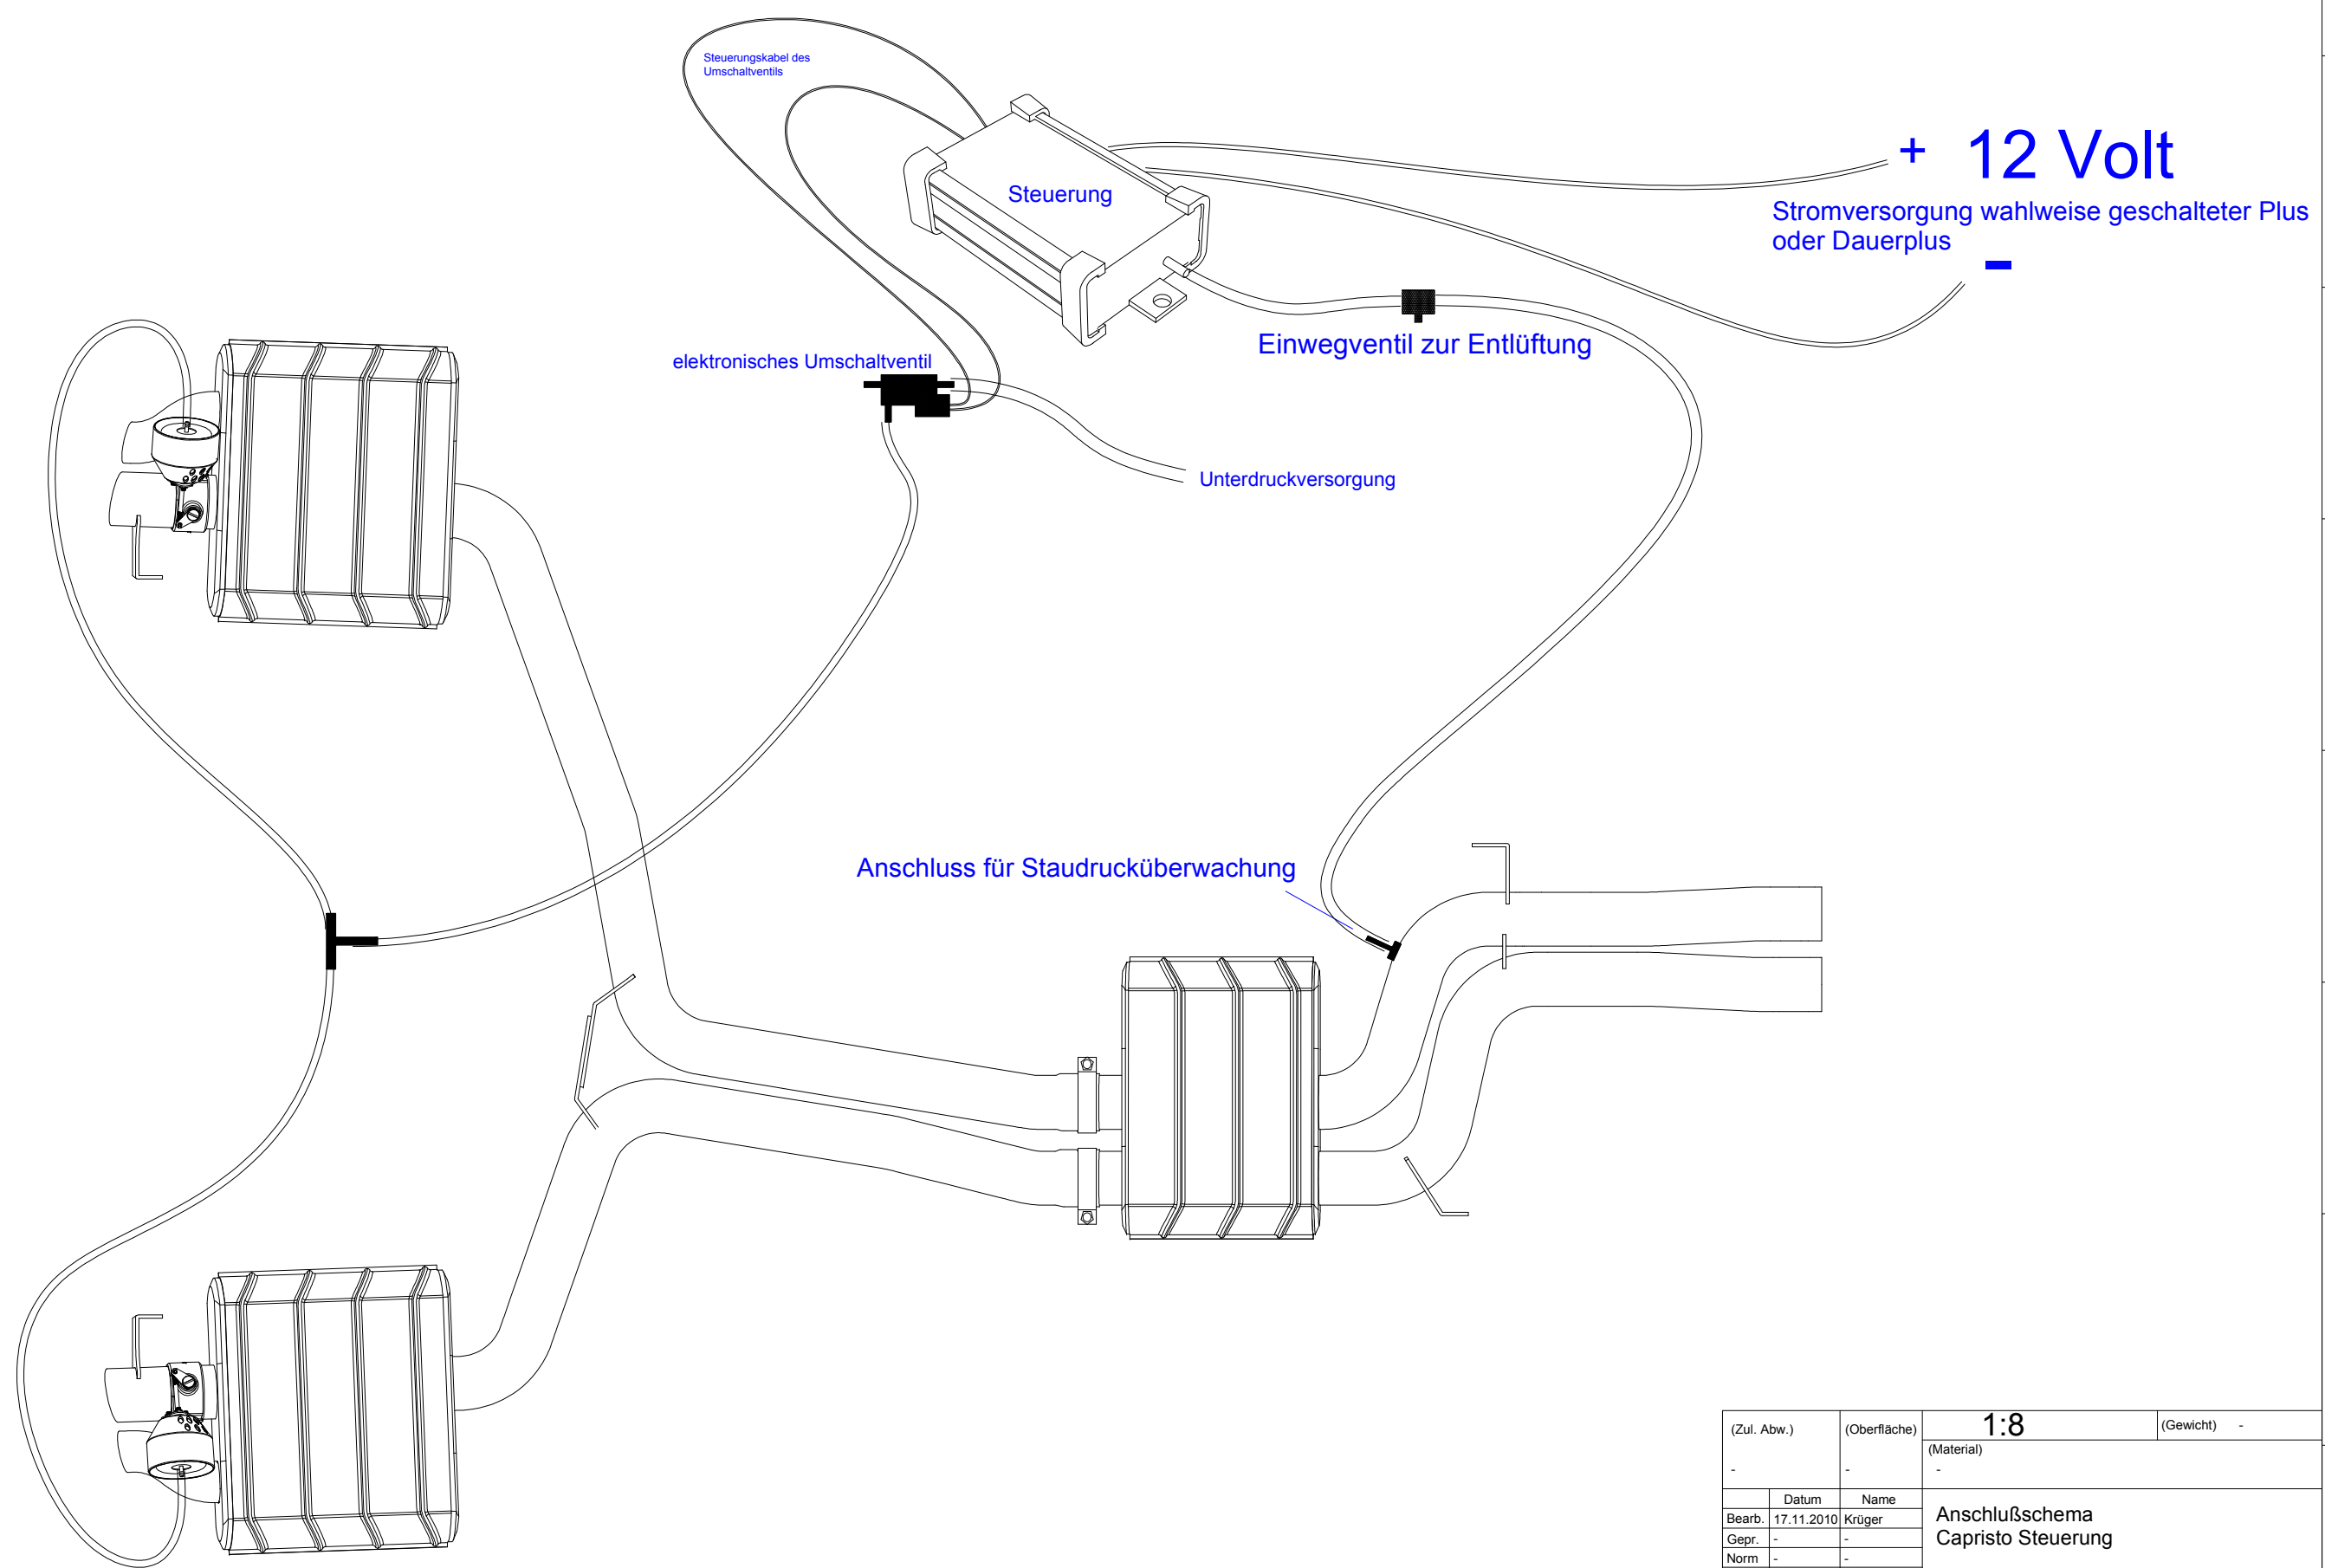 Steuerungskabel des
Umschaltventils
+ 12 Volt
Steuerung
Stromversorgung wahlweise geschalteter Plus
oder Dauerplus
-
Einwegventil zur Entlüftung
elektronisches Umschaltventil
Unterdruckversorgung
Anschluss für Staudrucküberwachung
(Zul. Abw.) (Oberfläche) 1:8 (Gewicht) -
(Material)
- - -
Datum Name
Bearb. 17.11.2010 Krüger
Gepr. - -
Norm - -
Anschlußschema
Capristo Steuerung